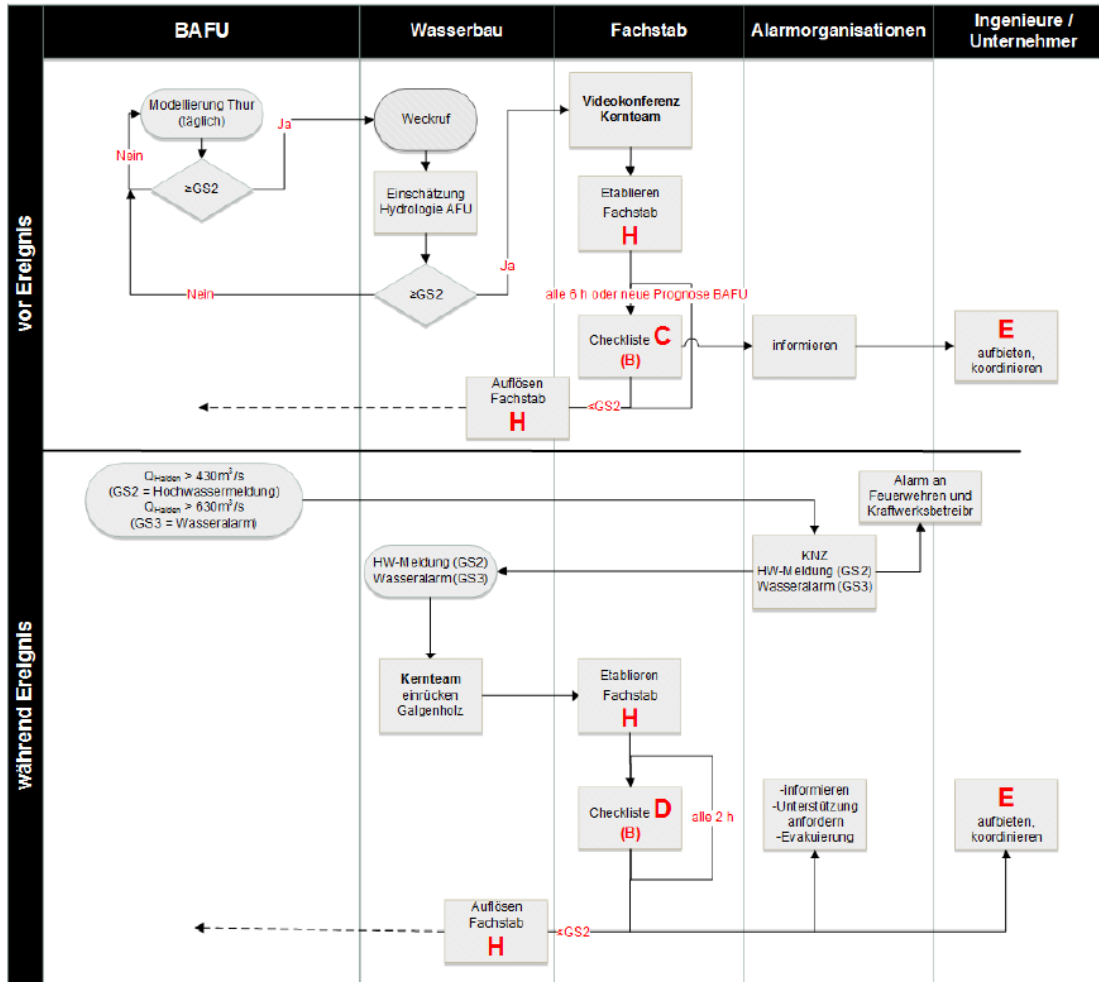 BAFU
Wasserbau
Fachstab
Alarmorganisationen
Ingenieure /
Unternehmer
vor Ereignis
Modellierung Thur
(täglich)
Nein
Ja
≥GS2
Weckruf
Einschätzung
Hydrologie AFU
≥GS2
Nein
Ja
Videokonferenz
Kernteam
Etablieren
Fachstab
H
alle 6 h oder neue Prognose BAFU
Checkliste C
(B)
informieren
E
aufbieten,
koordinieren
Auflösen
Fachstab
H
≤GS2
während Ereignis
QHalden > 430m³/s
(GS2 = Hochwassermeldung)
QHalden > 630m³/s
(GS3 = Wasseralarm)
Alarm an
Feuerwehren und
Kraftwerksbetreibr
KNZ
HW-Meldung (GS2)
Wasseralarm (GS3)
HW-Meldung (GS2)
Wasseralarm (GS3)
Kernteam
einrücken
Galgenholz
Etablieren
Fachstab
H
Checkliste D
(B)
alle 2 h
-informieren
-Unterstützung
anfordern
-Evakuierung
E
aufbieten,
koordinieren
Auflösen
Fachstab
H
≤GS2